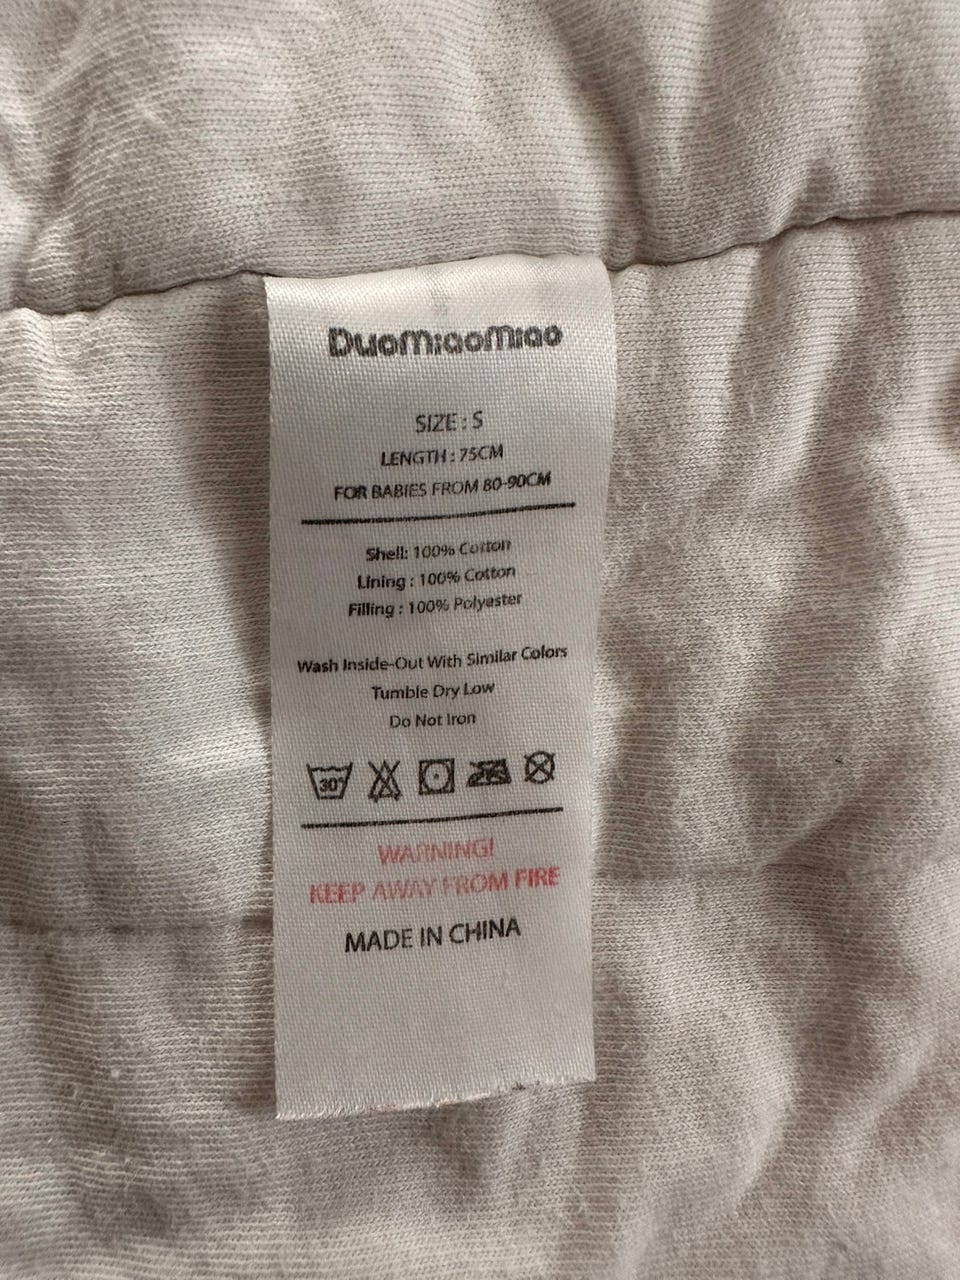 DuoMiaoMiao
SIZE : S
LENGTH : 75CM
FOR BABIES FROM 80-90CM
Shell: 100% Cotton
Lining : 100% Cotton
Filling : 100% Polyester
Wash Inside-Out With Similar Colors
Tumble Dry Low
Do Not Iron
30°
WARNING!
KEEP AWAY FROM FIRE
MADE IN CHINA